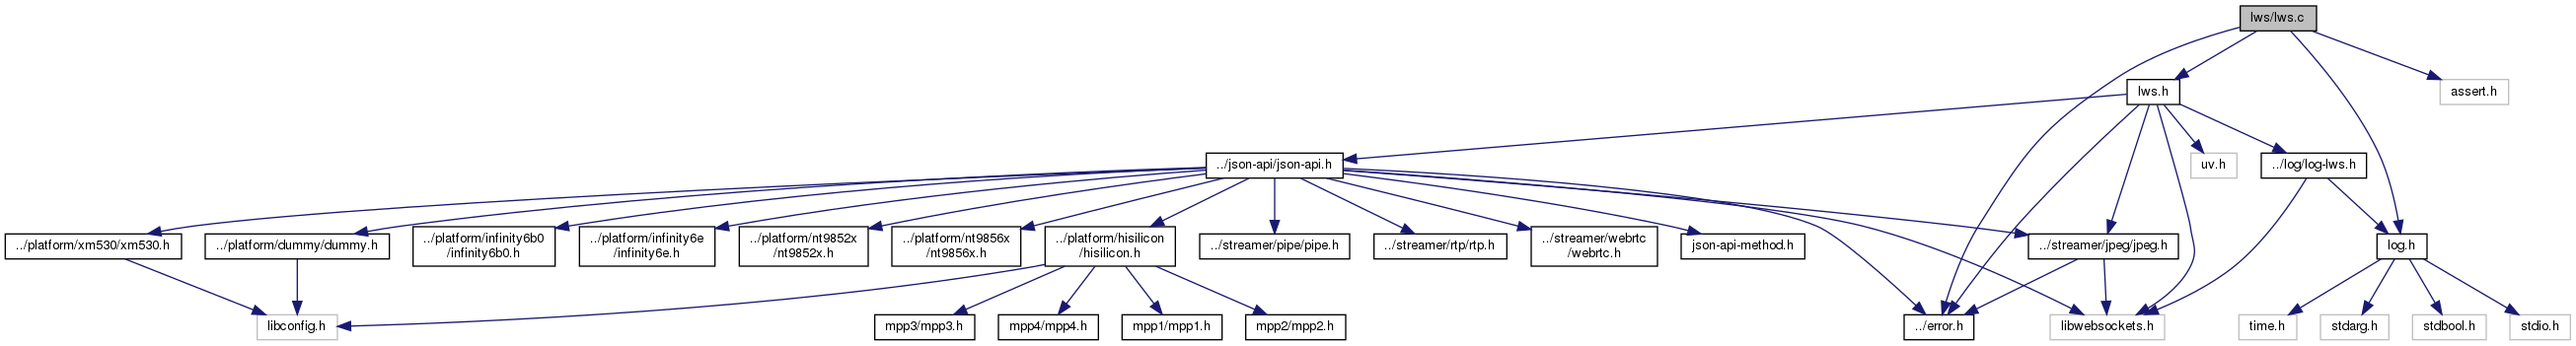 lws/lws.c
lws.h
assert.h
../json-api/json-api.h
uv.h
../log/log-lws.h
../platform/xm530/xm530.h
../platform/dummy/dummy.h
../platform/infinity6b0
/infinity6b0.h
../platform/infinity6e
/infinity6e.h
../platform/nt9852x
/nt9852x.h
../platform/nt9856x
/nt9856x.h
../platform/hisilicon
/hisilicon.h
../streamer/pipe/pipe.h
../streamer/rtp/rtp.h
../streamer/webrtc
/webrtc.h
json-api-method.h
../streamer/jpeg/jpeg.h
log.h
libconfig.h
mpp3/mpp3.h
mpp4/mpp4.h
mpp1/mpp1.h
mpp2/mpp2.h
../error.h
libwebsockets.h
time.h
stdarg.h
stdbool.h
stdio.h